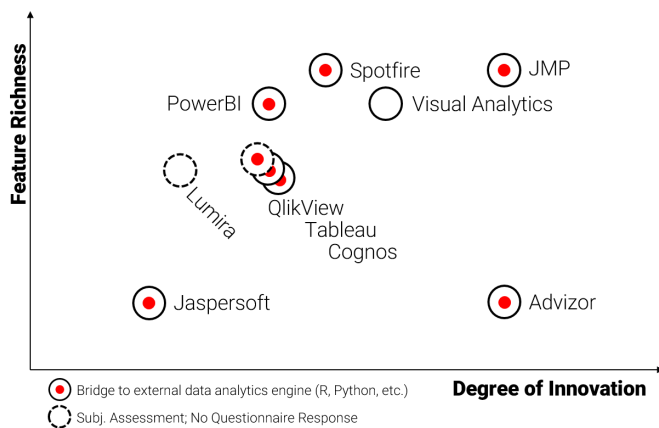 Feature Richness
Spotfire
JMP
PowerBI
Visual Analytics
Lumira
QlikView
Tableau
Cognos
Jaspersoft
Advizor
Degree of Innovation
Bridge to external data analytics engine (R, Python, etc.)
Subj. Assessment; No Questionnaire Response